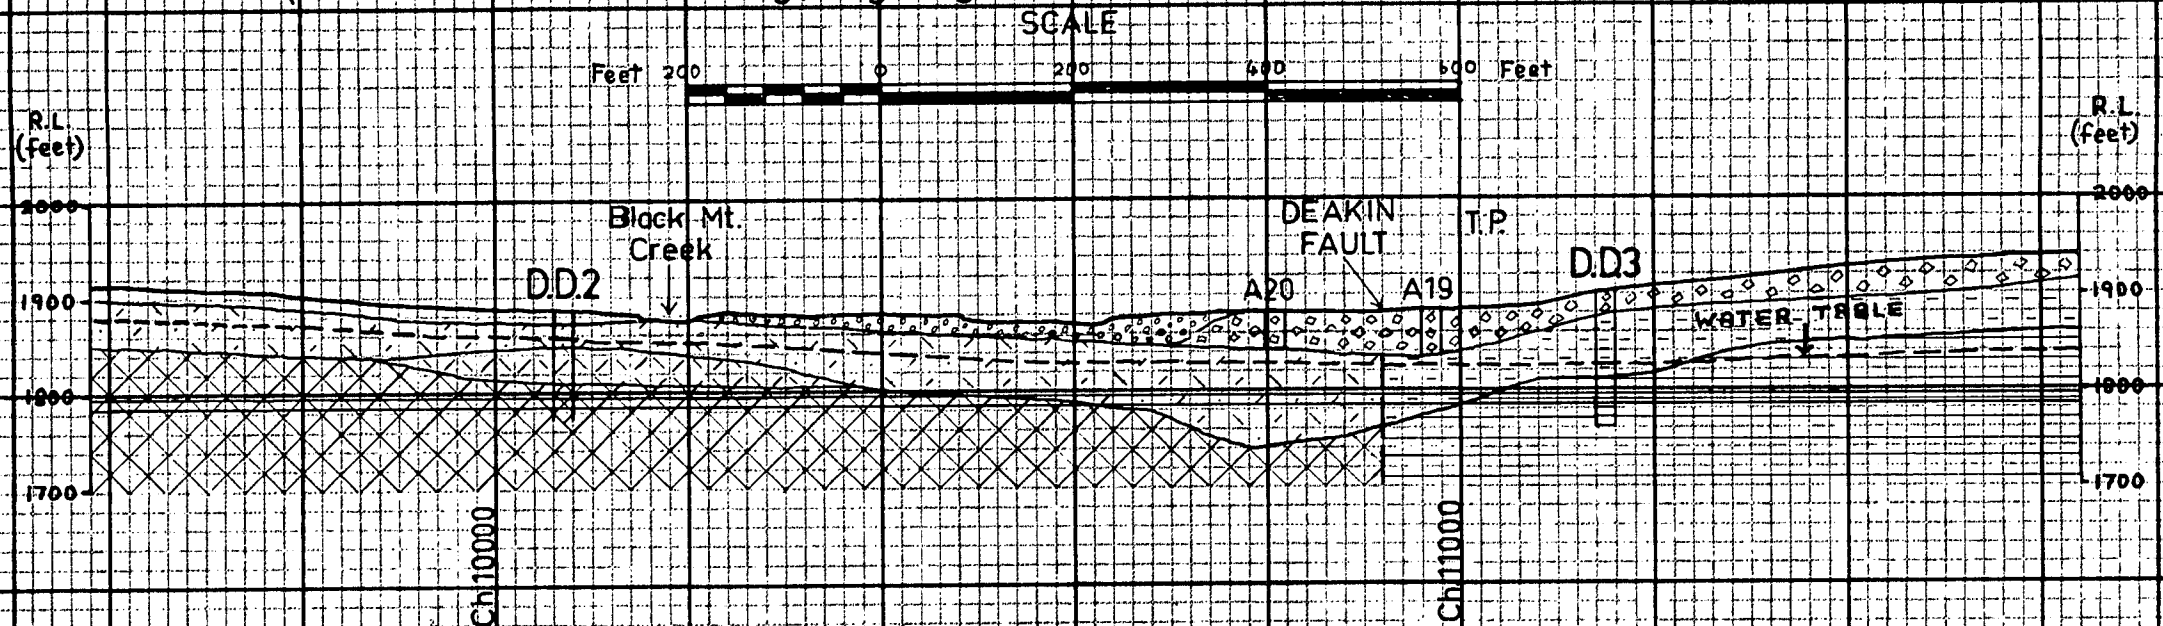 SCALE
Feet 200 0 200 400 600 Feet
R.L.
(feet)
R.L.
(feet)
2000
2000
Black Mt.
Creek
DEAKIN
FAULT
T.P.
D.D.2
D.D.3
A20
A19
1900
1900
WATER TABLE
1800
1800
1700
1700
Ch10000
Ch11000